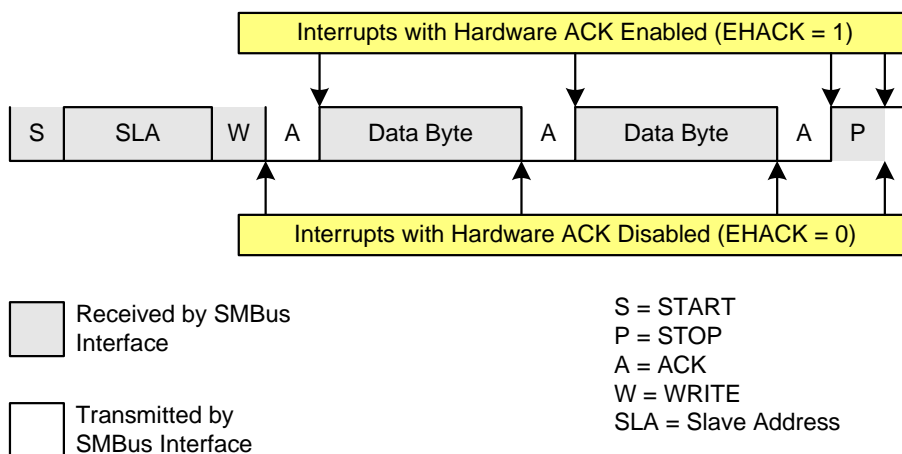 Interrupts with Hardware ACK Enabled (EHACK = 1)
S SLA W A Data Byte A Data Byte A P
Interrupts with Hardware ACK Disabled (EHACK = 0)
Received by SMBus
Interface
Transmitted by
SMBus Interface
S = START
P = STOP
A = ACK
W = WRITE
SLA = Slave Address